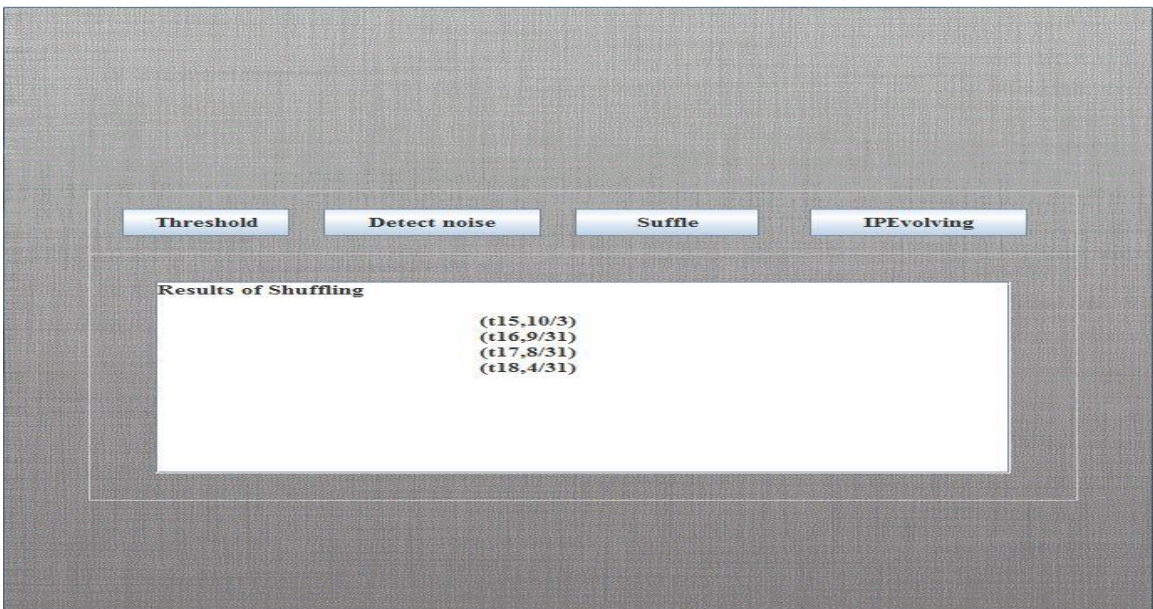 Threshold Detect noise Suffle IPEvolving
Results of Shuffling
(t15,10/3)
(t16,9/31)
(t17,8/31)
(t18,4/31)